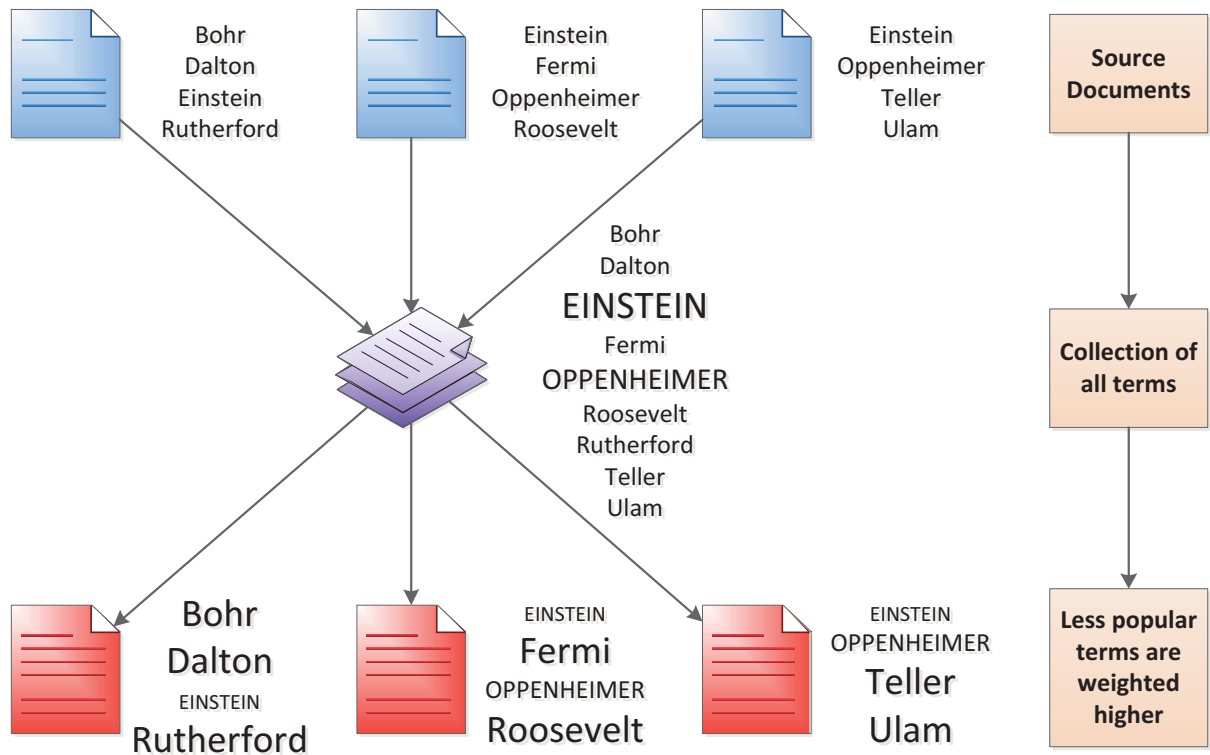 Bohr
Dalton
Einstein
Rutherford
Einstein
Fermi
Oppenheimer
Roosevelt
Einstein
Oppenheimer
Teller
Ulam
Source
Documents
Bohr
Dalton
EINSTEIN
Fermi
OPPENHEIMER
Roosevelt
Rutherford
Teller
Ulam
Collection of
all terms
Bohr
Dalton
EINSTEIN
Rutherford
EINSTEIN
Fermi
OPPENHEIMER
Roosevelt
EINSTEIN
OPPENHEIMER
Teller
Ulam
Less popular
terms are
weighted
higher